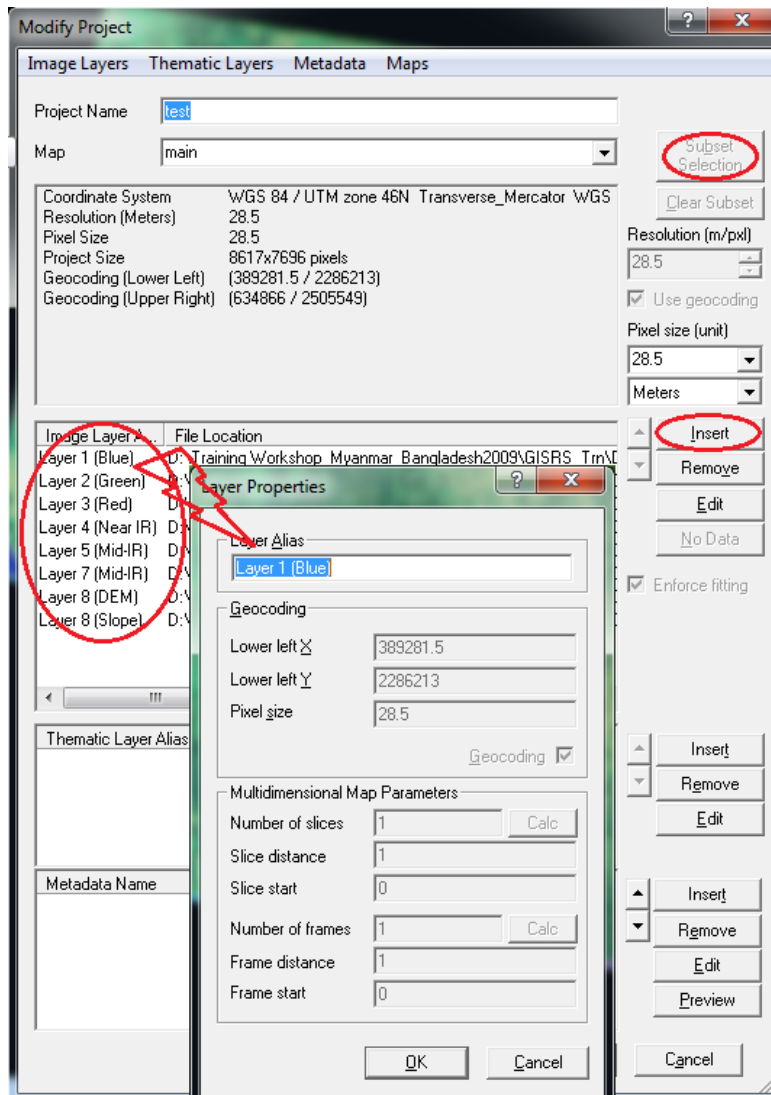 Modify Project
Image Layers Thematic Layers Metadata Maps
Project Name test
Map main
Subset Selection
Clear Subset
Coordinate System WGS 84 / UTM zone 46N Transverse_Mercator WGS
Resolution (Meters) 28.5
Pixel Size 28.5
Project Size 8617x7696 pixels
Geocoding (Lower Left) (389281.5 / 2286213)
Geocoding (Upper Right) (634866 / 2505549)
Resolution (m/pxl)
28.5
Use geocoding
Pixel size (unit)
28.5
Meters
Image Layer A... File Location
Layer 1 (Blue) D:\Training Workshop_Myanmar_Bangladesh2009\GISRS_Trn\D
Layer 2 (Green) D:\
Layer 3 (Red)
Layer 4 (Near IR) D:\
Layer 5 (Mid-IR) D:\
Layer 7 (Mid-IR) D:\
Layer 8 (DEM) D:\
Layer 8 (Slope) D:\
Insert
Remove
Edit
No Data
Enforce fitting
Layer Properties
Layer Alias
Layer 1 (Blue)
Geocoding
Lower left X 389281.5
Lower left Y 2286213
Pixel size 28.5
Geocoding
Multidimensional Map Parameters
Number of slices 1 Calc
Slice distance 1
Slice start 0
Number of frames 1 Calc
Frame distance 1
Frame start 0
OK Cancel
Thematic Layer Alias
Insert
Remove
Edit
Metadata Name
Insert
Remove
Edit
Preview
Cancel